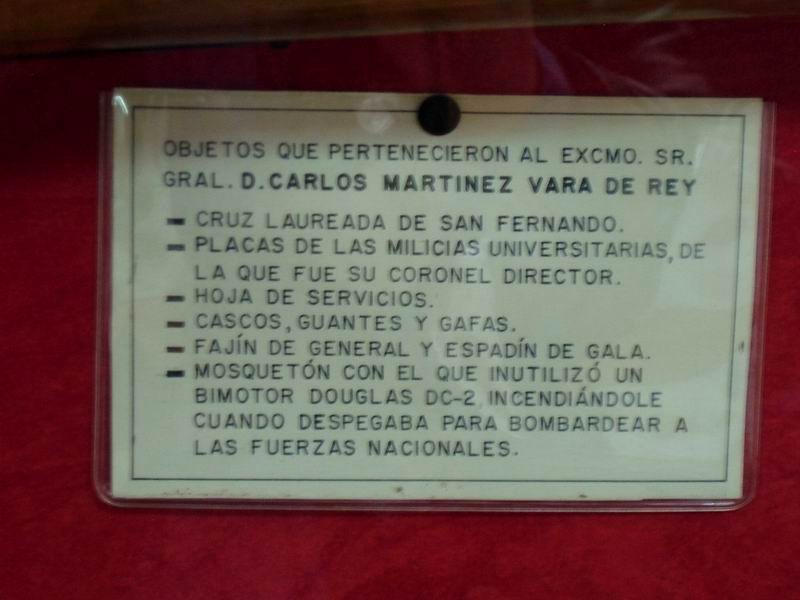 OBJETOS QUE PERTENECIERON AL EXCMO. SR.
GRAL. D. CARLOS MARTINEZ VARA DE REY
- CRUZ LAUREADA DE SAN FERNANDO.
- PLACAS DE LAS MILICIAS UNIVERSITARIAS, DE
LA QUE FUE SU CORONEL DIRECTOR.
- HOJA DE SERVICIOS.
- CASCOS, GUANTES Y GAFAS.
- FAJÍN DE GENERAL Y ESPADÍN DE GALA.
- MOSQUETÓN CON EL QUE INUTILIZÓ UN
BIMOTOR DOUGLAS DC-2 INCENDIÁNDOLE
CUANDO DESPEGABA PARA BOMBARDEAR A
LAS FUERZAS NACIONALES.